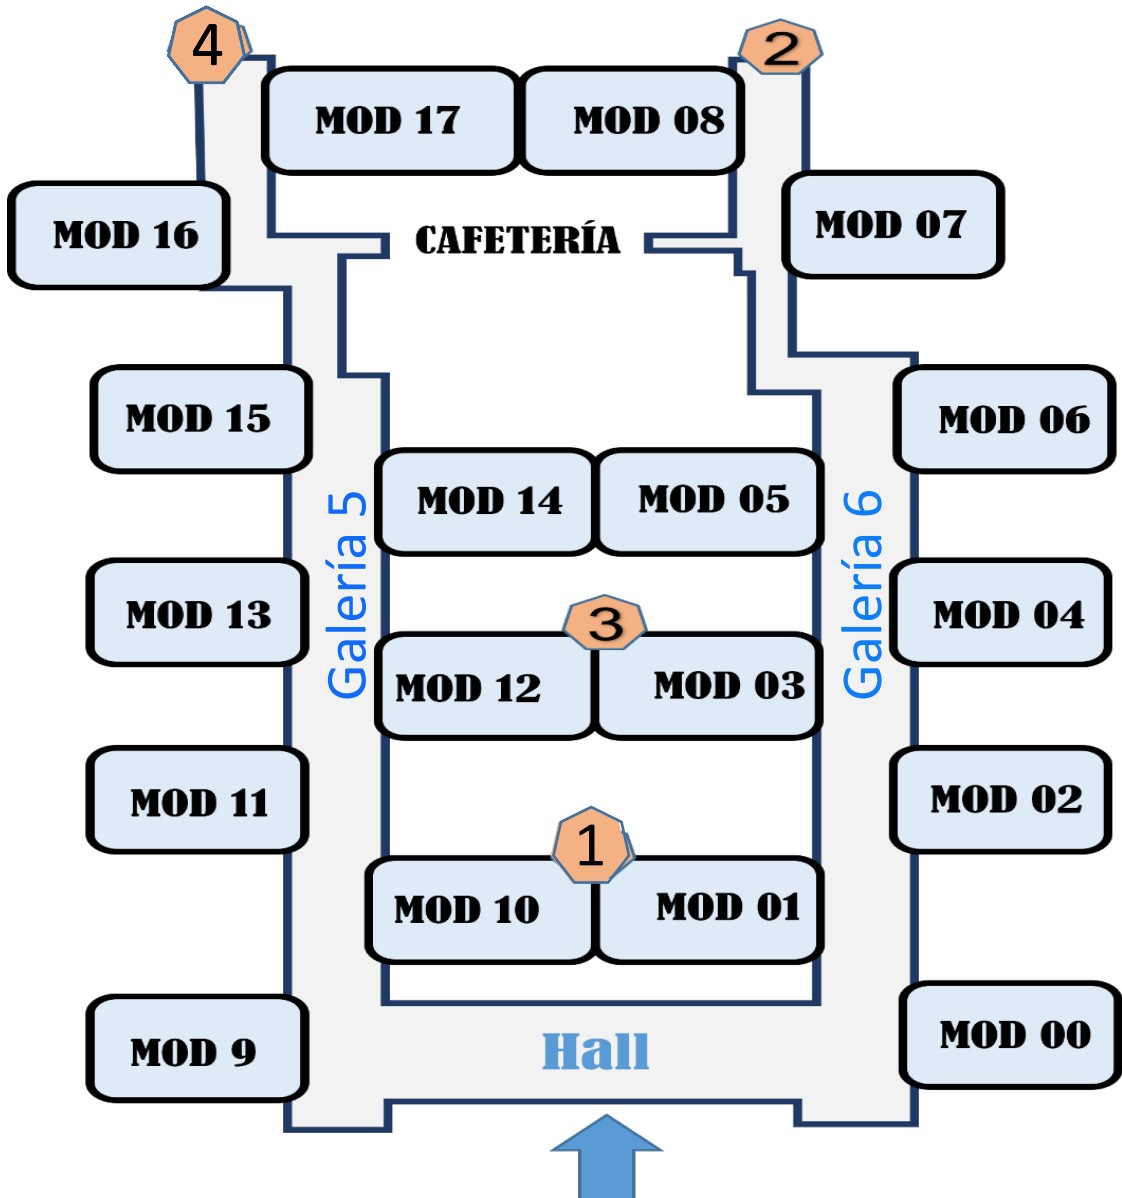 4
2
MOD 17
MOD 08
MOD 16
CAFETERÍA
MOD 07
MOD 15
MOD 06
MOD 14
MOD 05
Galería 5
Galería 6
MOD 13
3
MOD 04
MOD 12
MOD 03
MOD 11
MOD 02
1
MOD 10
MOD 01
MOD 9
Hall
MOD 00